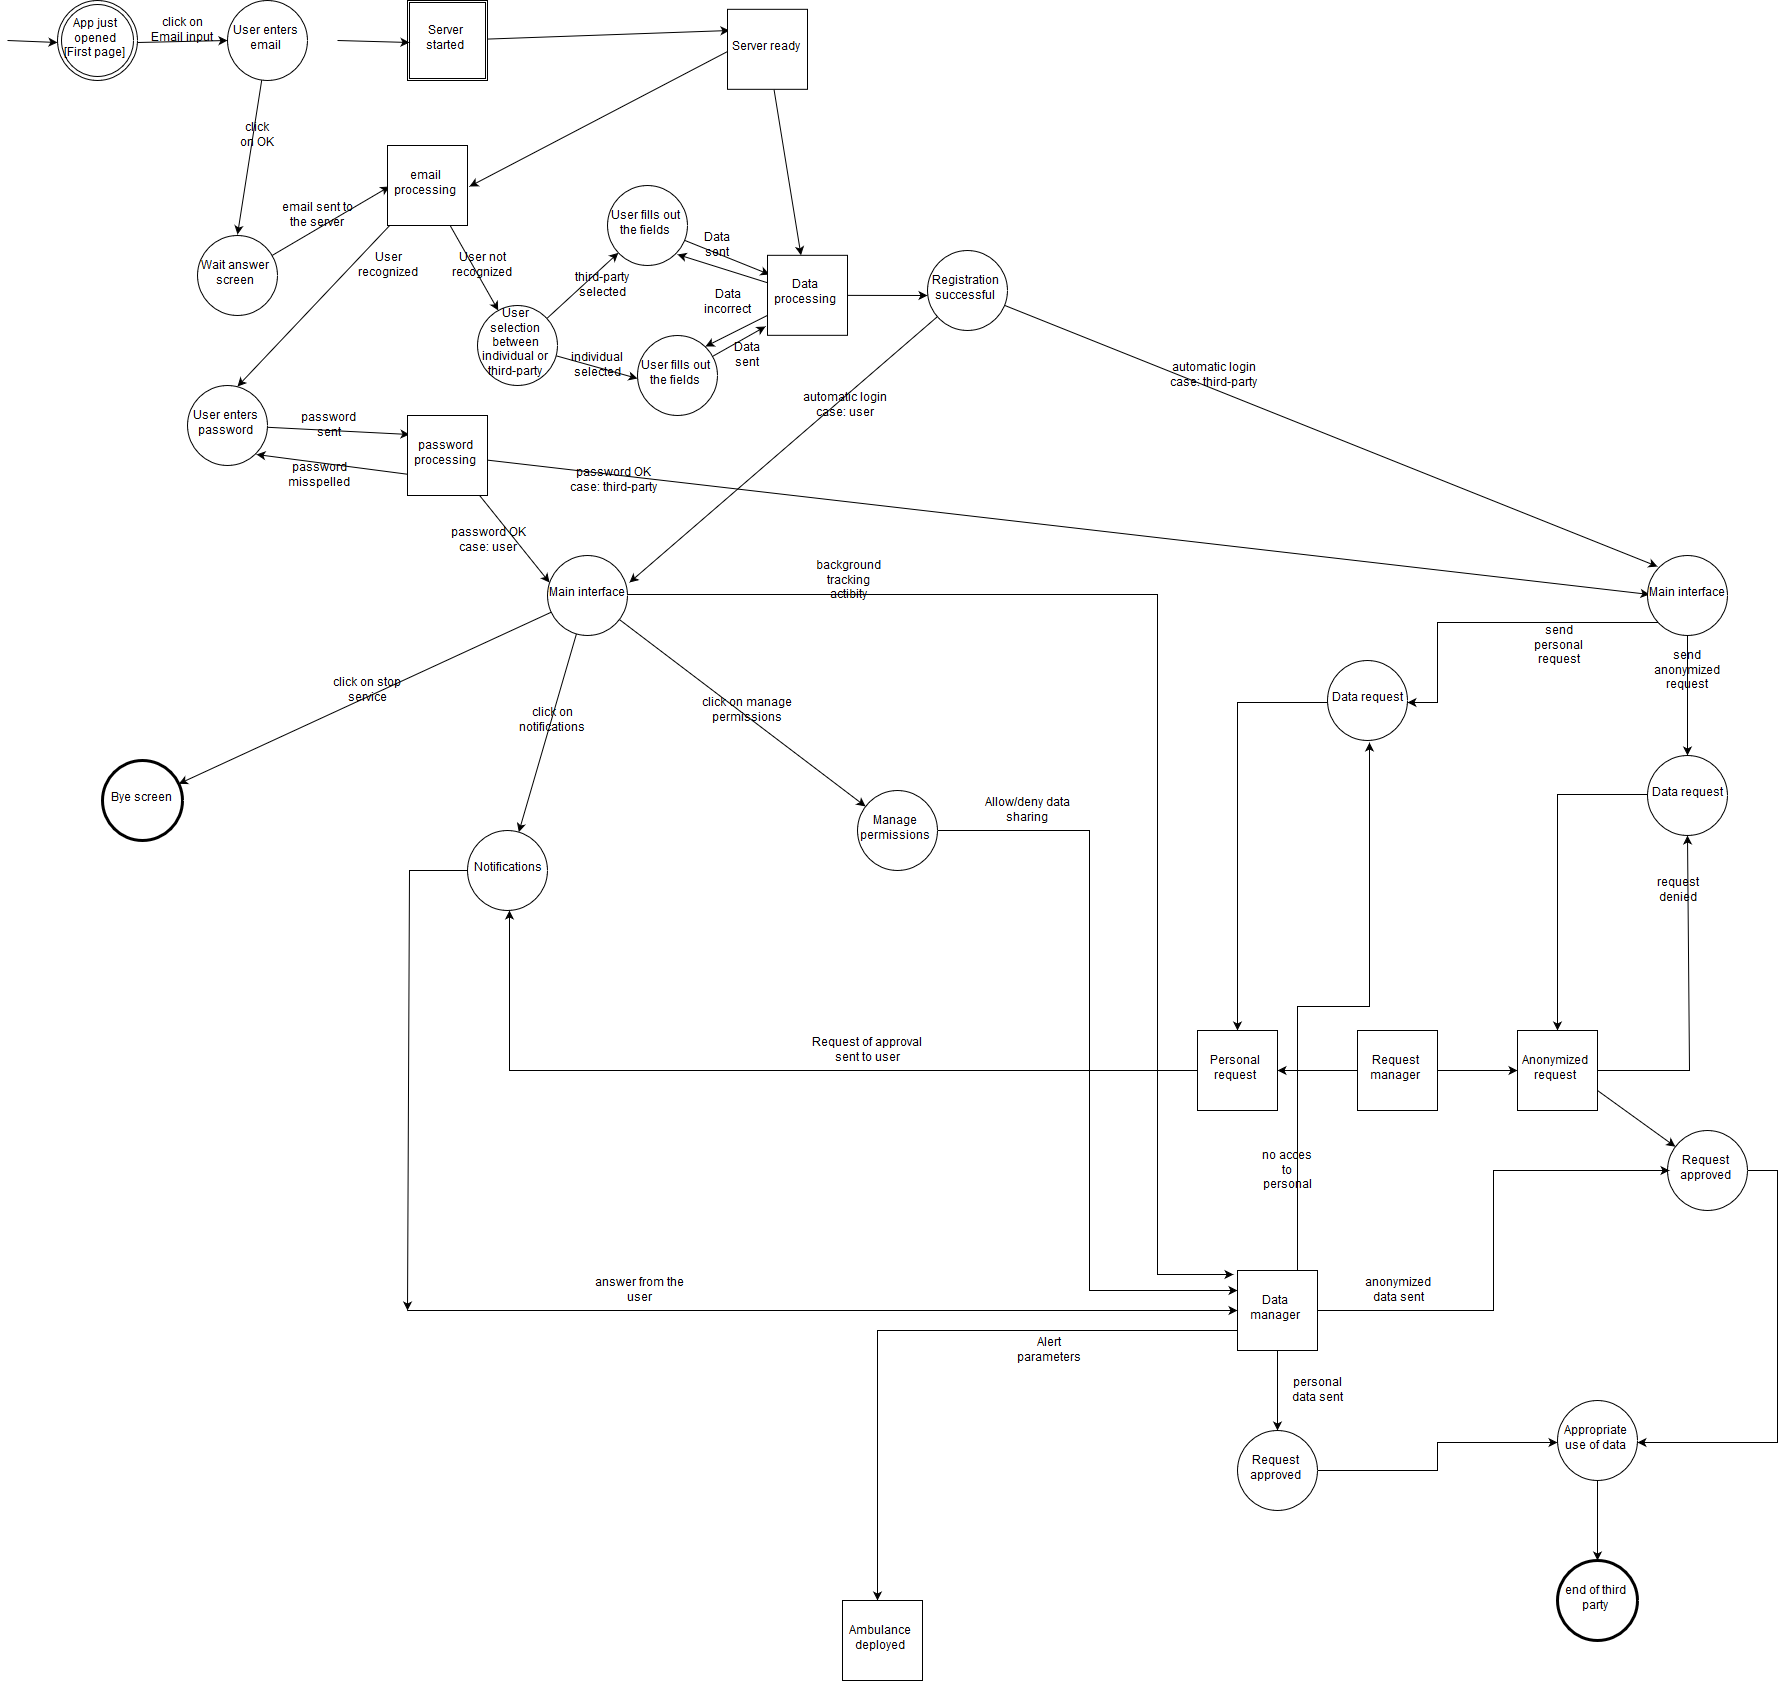 App just
opened
[First page]
click on
Email input
User enters
email
Server
started
Server ready
click
on OK
email
processing
email sent to
the server
Wait answer
screen
User
recognized
User not
recognized
User fills out
the fields
Data
sent
third-party
selected
Data
processing
Data
incorrect
Registration
successful
User
selection
between
individual or
third-party
individual
selected
User fills out
the fields
Data
sent
automatic login
case: third-party
automatic login
case: user
User enters
password
password
sent
password
misspelled
password
processing
password OK
case: third-party
password OK
case: user
Main interface
background
tracking
actibity
Main interface
send
personal
request
send
anonymized
request
click on stop
service
click on
notifications
click on manage
permissions
Data request
Bye screen
Data request
Allow/deny data
sharing
Manage
permissions
Notifications
request
denied
Request of approval
sent to user
Personal
request
Request
manager
Anonymized
request
no acces
to
personal
Request
approved
answer from the
user
Data
manager
anonymized
data sent
Alert
parameters
personal
data sent
Request
approved
Appropriate
use of data
end of third
party
Ambulance
deployed